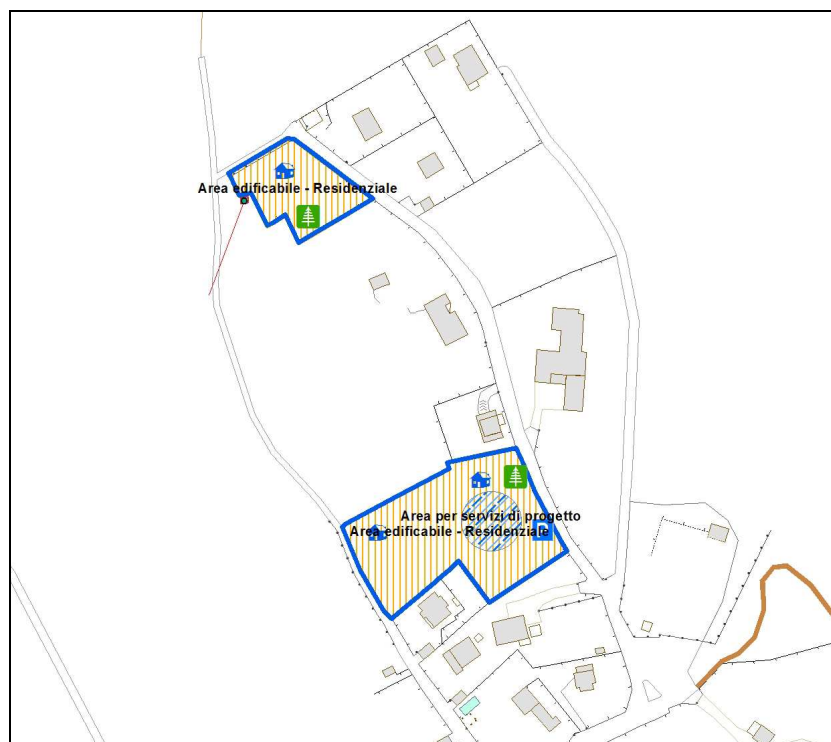 Area edificabile - Residenziale
Area per servizi di progetto
Area edificabile - Residenziale